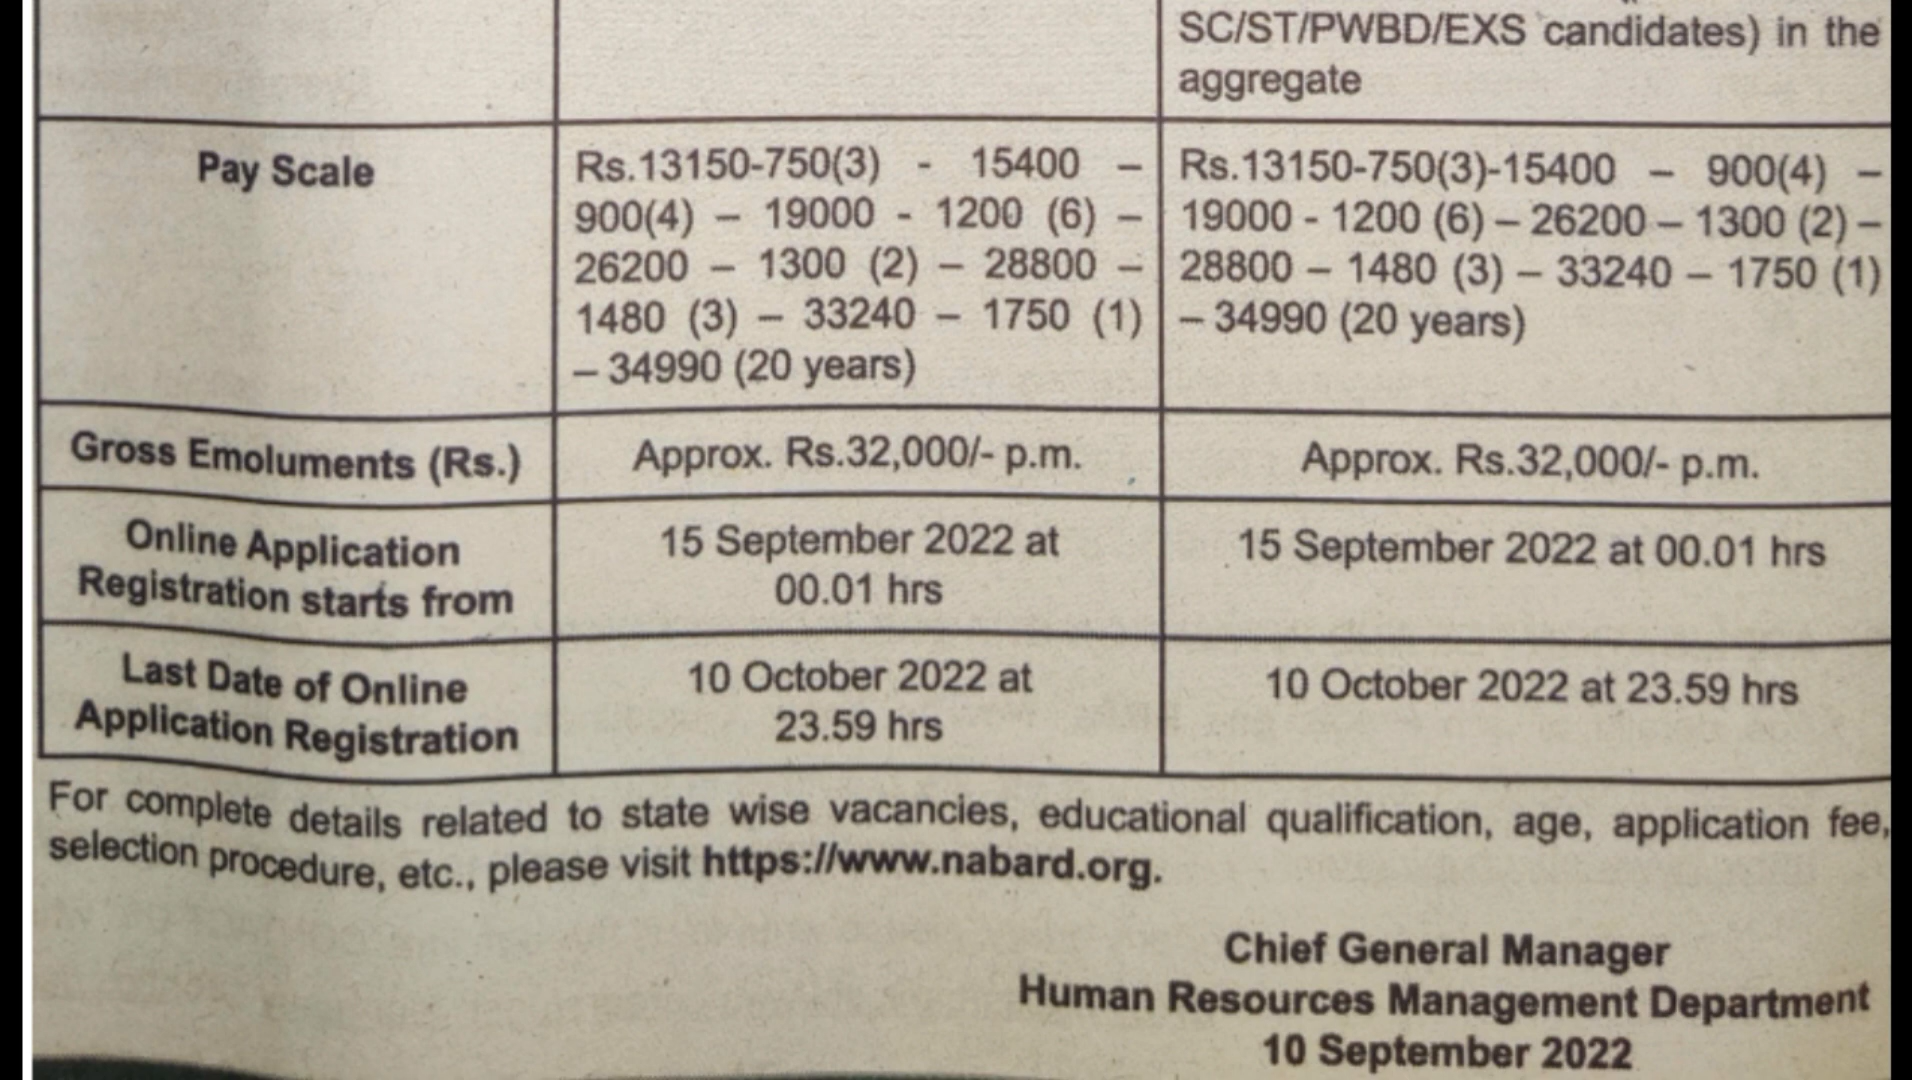 SC/ST/PWBD/EXS candidates) in the
aggregate
Pay Scale
Rs.13150-750(3) - 15400 –
900(4) – 19000 - 1200 (6) –
26200 – 1300 (2) – 28800 –
1480 (3) – 33240 – 1750 (1)
– 34990 (20 years)
Rs.13150-750(3)-15400 – 900(4) –
19000 - 1200 (6) – 26200 – 1300 (2) –
28800 – 1480 (3) – 33240 – 1750 (1)
– 34990 (20 years)
Gross Emoluments (Rs.)
Approx. Rs.32,000/- p.m.
Approx. Rs.32,000/- p.m.
Online Application
Registration starts from
15 September 2022 at
00.01 hrs
15 September 2022 at 00.01 hrs
Last Date of Online
Application Registration
10 October 2022 at
23.59 hrs
10 October 2022 at 23.59 hrs
For complete details related to state wise vacancies, educational qualification, age, application fee,
selection procedure, etc., please visit https://www.nabard.org.
Chief General Manager
Human Resources Management Department
10 September 2022